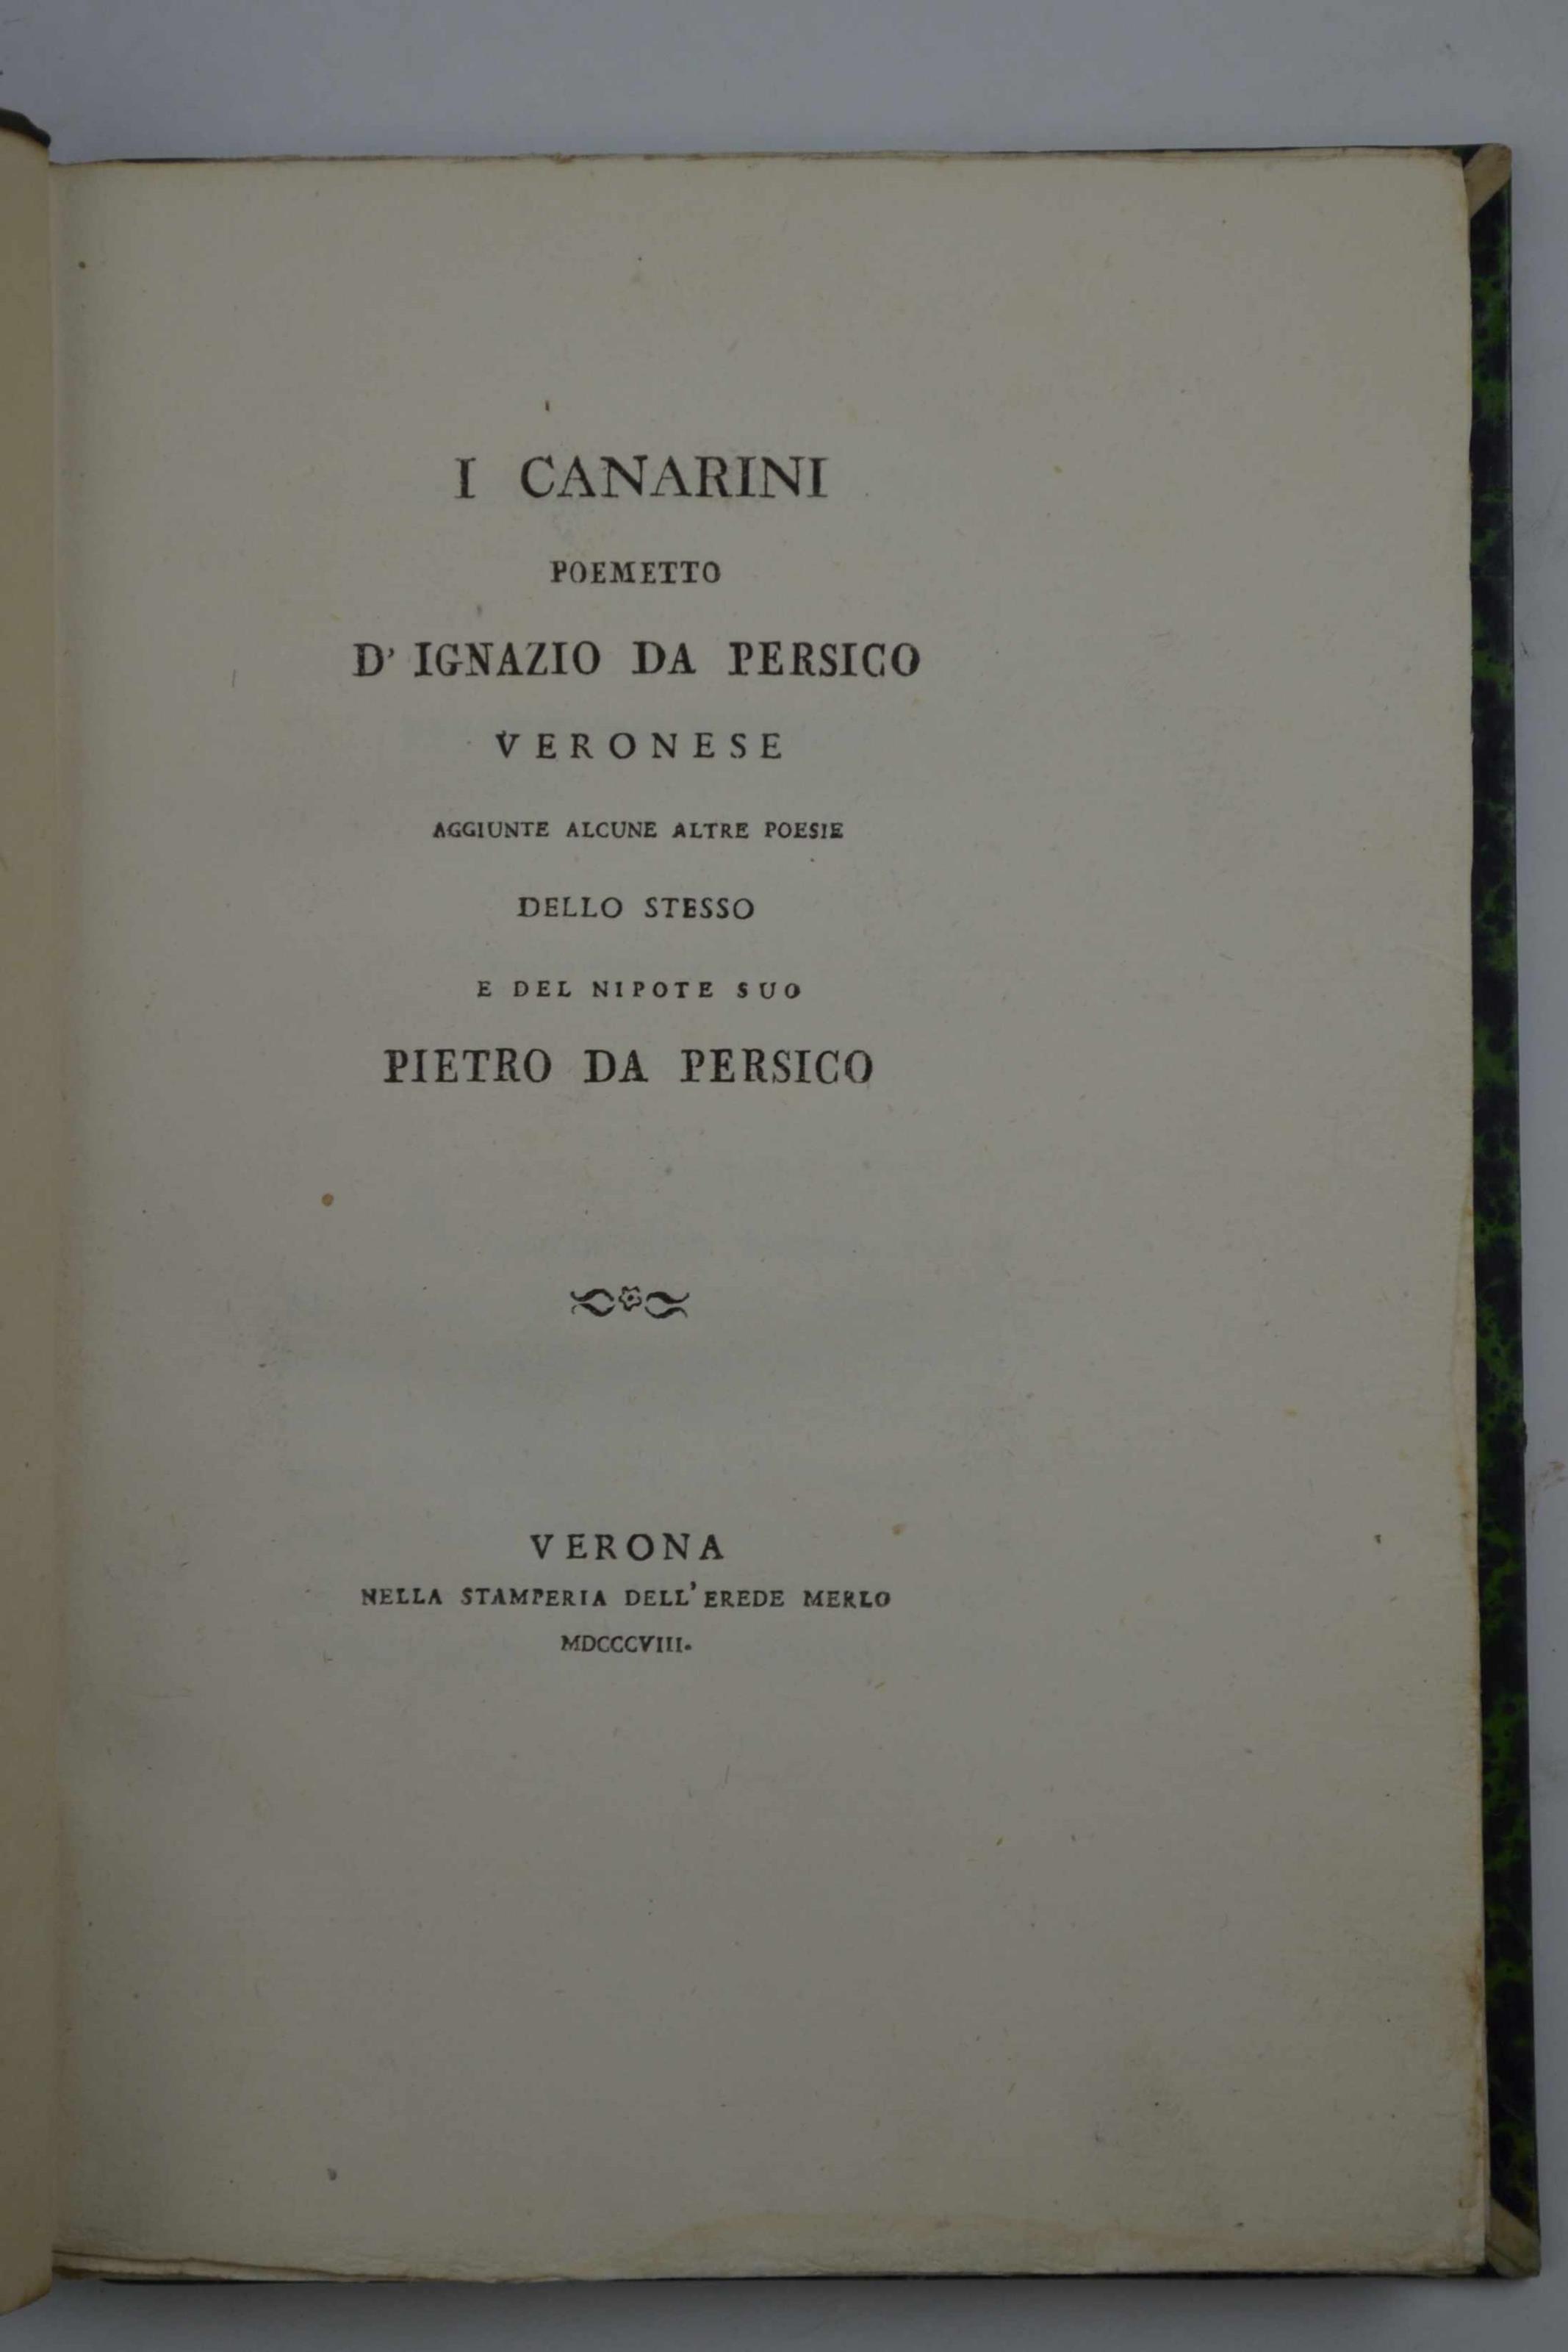 I CANARINI
POEMETTO
D' IGNAZIO DA PERSICO
VERONESE
AGGIUNTE ALCUNE ALTRE POESIE
DELLO STESSO
E DEL NIPOTE SUO
PIETRO DA PERSICO
VERONA
NELLA STAMPERIA DELL' EREDE MERLO
MDCCCVIII.